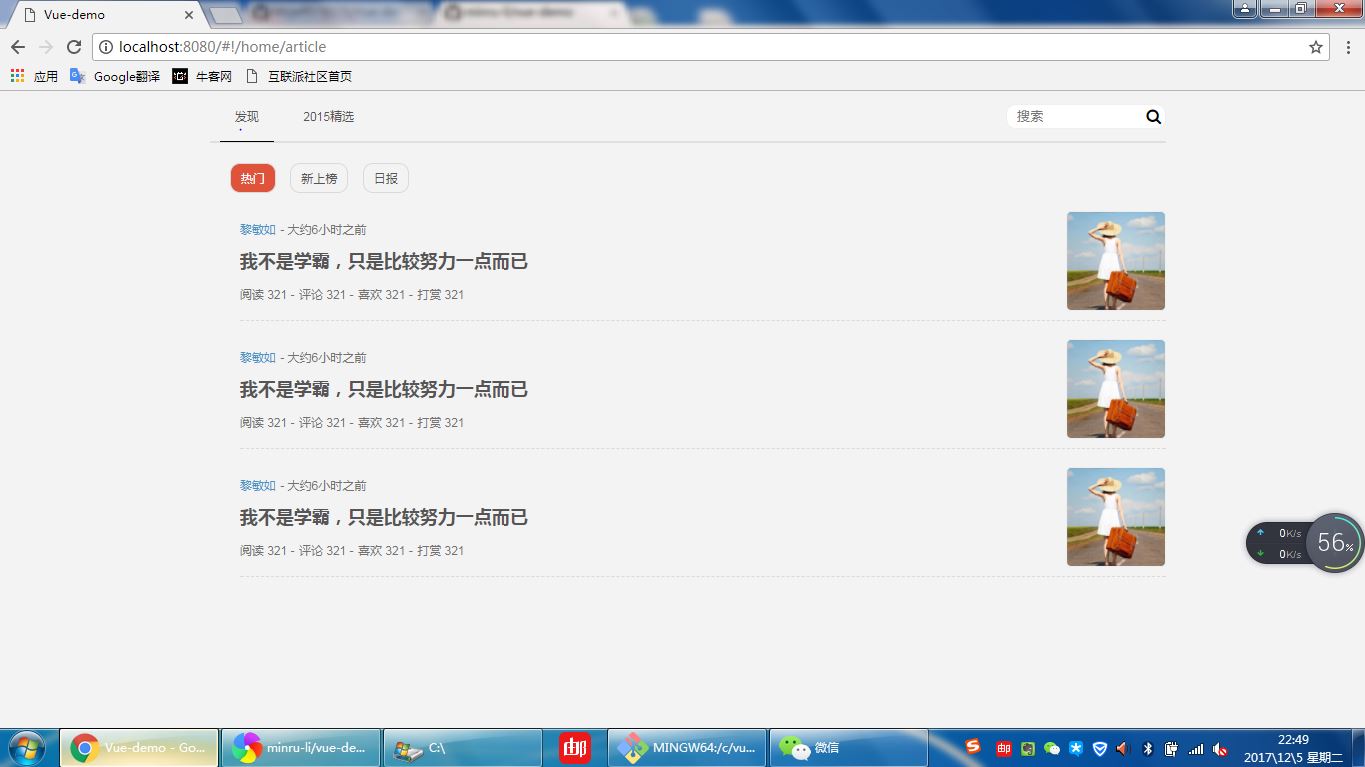 Vue-demo
minru-li/vue-demo
localhost:8080/#!/home/article
应用 Google翻译 牛客网 互联派社区首页
发现 2015精选 搜索
热门 新上榜 日报
黎敏如 - 大约6小时之前
我不是学霸，只是比较努力一点而已
阅读 321 - 评论 321 - 喜欢 321 - 打赏 321
黎敏如 - 大约6小时之前
我不是学霸，只是比较努力一点而已
阅读 321 - 评论 321 - 喜欢 321 - 打赏 321
黎敏如 - 大约6小时之前
我不是学霸，只是比较努力一点而已
阅读 321 - 评论 321 - 喜欢 321 - 打赏 321
0K/s
0K/s
56%
Vue-demo - Go... minru-li/vue-de... C:\ 邮 MINGW64:/c/vu... 微信 邮
22:49
2017\12\5 星期二